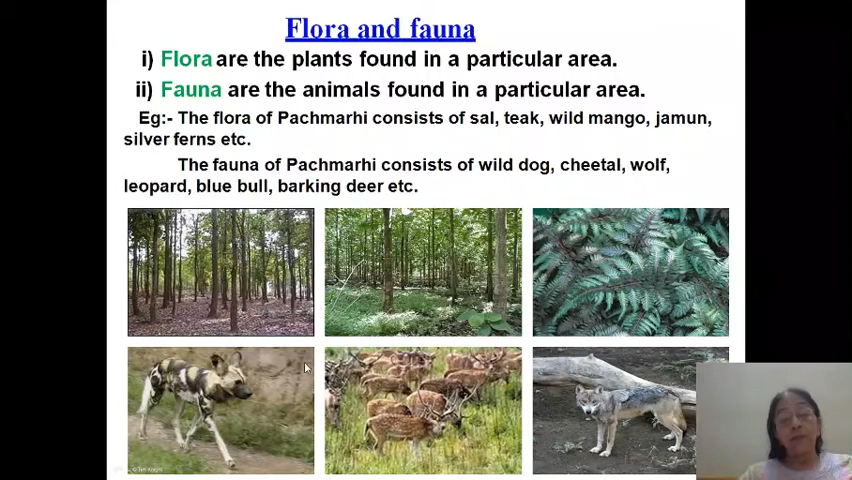 Flora and fauna
i) Flora are the plants found in a particular area.
ii) Fauna are the animals found in a particular area.
Eg:- The flora of Pachmarhi consists of sal, teak, wild mango, jamun,
silver ferns etc.
The fauna of Pachmarhi consists of wild dog, cheetal, wolf,
leopard, blue bull, barking deer etc.